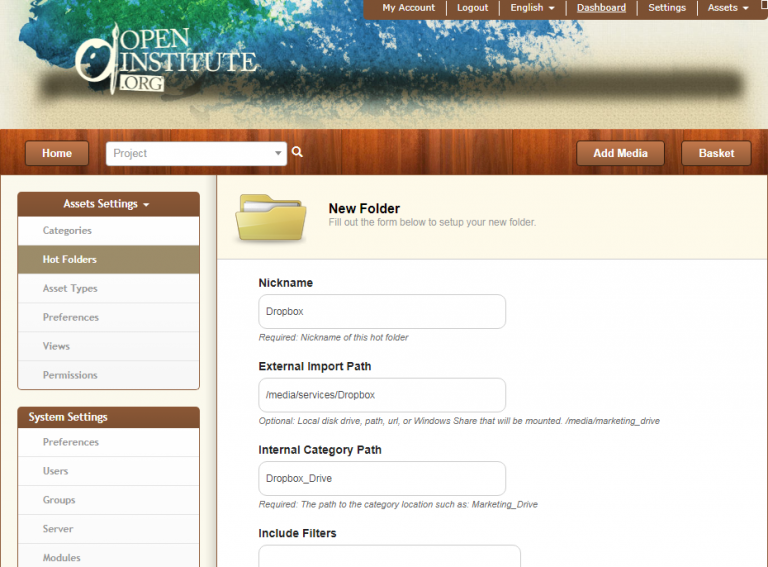 My Account Logout English Dashboard Settings Assets
OPEN
INSTITUTE
.ORG
Home Project Add Media Basket
Assets Settings
Categories
Hot Folders
Asset Types
Preferences
Views
Permissions
System Settings
Preferences
Users
Groups
Server
Modules
New Folder
Fill out the form below to setup your new folder.
Nickname
Dropbox
Required: Nickname of this hot folder
External Import Path
/media/services/Dropbox
Optional: Local disk drive, path, url, or Windows Share that will be mounted. /media/marketing_drive
Internal Category Path
Dropbox_Drive
Required: The path to the category location such as: Marketing_Drive
Include Filters